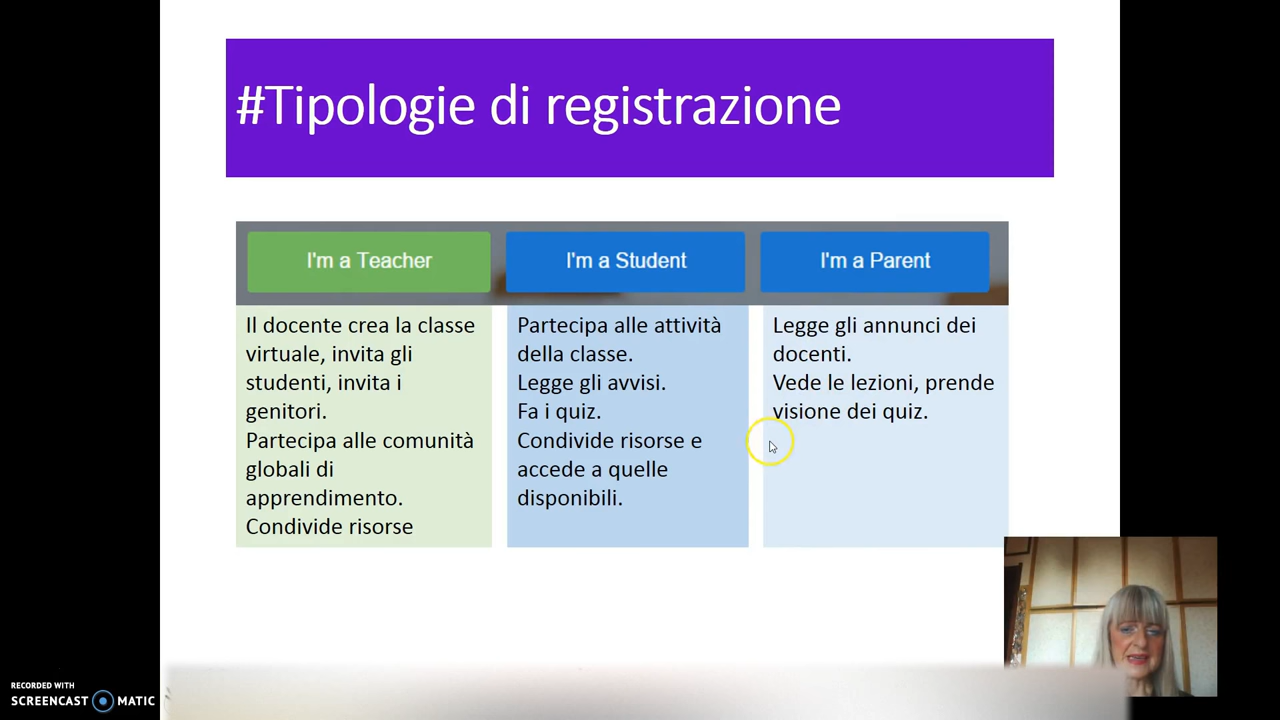 #Tipologie di registrazione
I'm a Teacher
I'm a Student
I'm a Parent
Il docente crea la classe
virtuale, invita gli
studenti, invita i
genitori.
Partecipa alle comunità
globali di
apprendimento.
Condivide risorse
Partecipa alle attività
della classe.
Legge gli avvisi.
Fa i quiz.
Condivide risorse e
accede a quelle
disponibili.
Legge gli annunci dei
docenti.
Vede le lezioni, prende
visione dei quiz.
RECORDED WITH
SCREENCAST MATIC